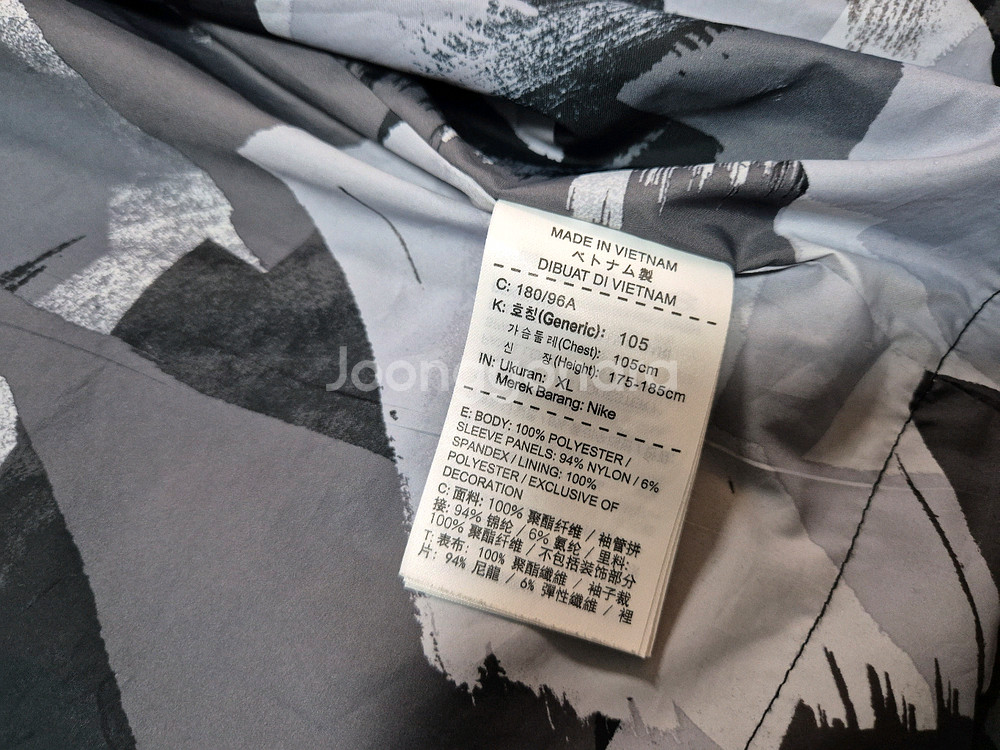 MADE IN VIETNAM
ベトナム製
DIBUAT DI VIETNAM
C: 180/96A
K: 호칭(Generic): 105
가슴둘레(Chest): 105cm
신 장(Height): 175-185cm
IN: Ukuran: XL
Merek Barang: Nike
E: BODY: 100% POLYESTER /
SLEEVE PANELS: 94% NYLON / 6%
SPANDEX / LINING: 100%
POLYESTER / EXCLUSIVE OF
DECORATION
C: 面料: 100% 聚酯纤维 / 袖管拼
接: 94% 锦纶 / 6% 氨纶 / 里料:
100% 聚酯纤维 / 不包括装饰部分
T: 表布: 100% 聚酯纖維 / 袖子裁
片: 94% 尼龍 / 6% 彈性纖維 / 裡